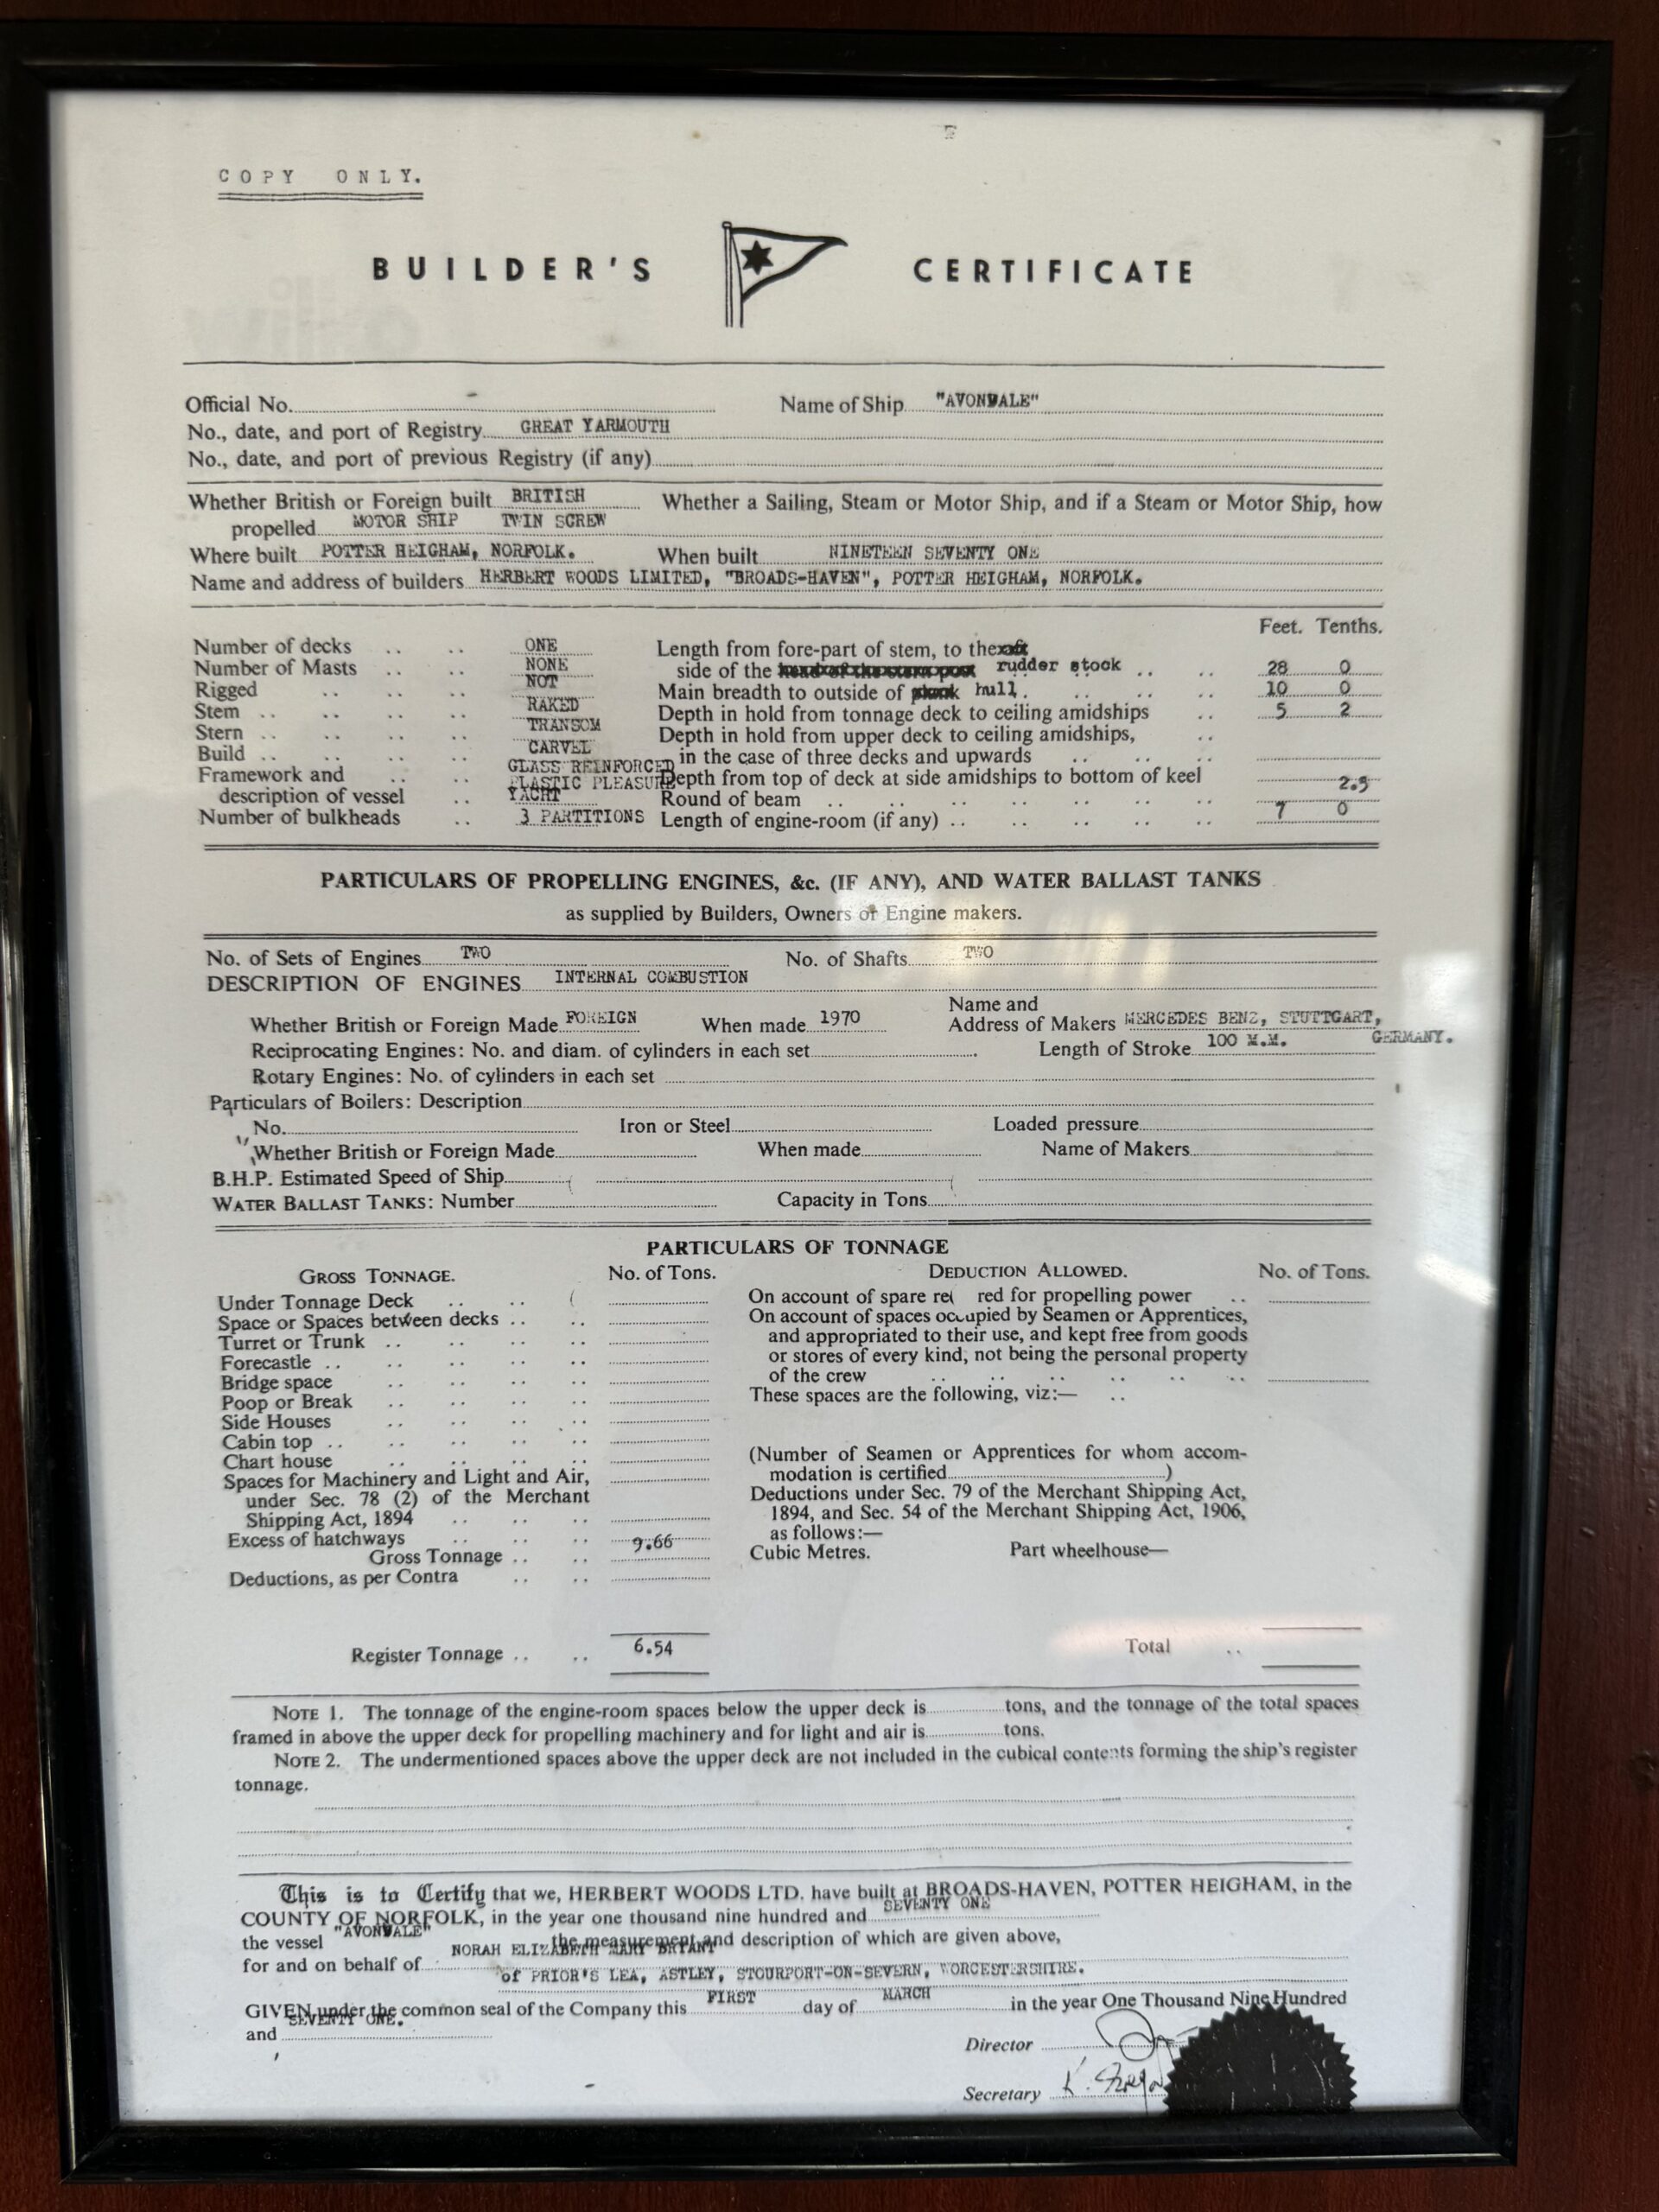 COPY ONLY.
BUILDER'S CERTIFICATE
Official No. - Name of Ship "AVONDALE"
No., date, and port of Registry GREAT YARMOUTH
No., date, and port of previous Registry (if any)
Whether British or Foreign built BRITISH Whether a Sailing, Steam or Motor Ship, and if a Steam or Motor Ship, how
propelled MOTOR SHIP TWIN SCREW
Where built POTTER HEIGHAM, NORFOLK. When built NINETEEN SEVENTY ONE
Name and address of builders HERBERT WOODS LIMITED, "BROADS-HAVEN", POTTER HEIGHAM, NORFOLK.
Feet. Tenths.
Number of decks .. .. ONE Length from fore-part of stem, to the
Number of Masts .. .. NONE side of the rudder stock .. .. 28 0
Rigged .. .. .. NOT Main breadth to outside of hull. .. .. .. 10 0
Stem .. .. .. .. RAKED Depth in hold from tonnage deck to ceiling amidships .. 5 2
Stern .. .. .. .. TRANSOM Depth in hold from upper deck to ceiling amidships, ..
Build .. .. .. .. CARVEL in the case of three decks and upwards .. .. ..
Framework and .. .. GLASS REINFORCED Depth from top of deck at side amidships to bottom of keel
description of vessel .. PLASTIC PLEASURE YACHT Round of beam .. .. .. .. .. .. 2.5
Number of bulkheads .. 3 PARTITIONS Length of engine-room (if any) .. .. .. .. .. 7 0
PARTICULARS OF PROPELLING ENGINES, &c. (IF ANY), AND WATER BALLAST TANKS
as supplied by Builders, Owners or Engine makers.
No. of Sets of Engines TWO No. of Shafts TWO
DESCRIPTION OF ENGINES INTERNAL COMBUSTION
Name and
Whether British or Foreign Made FOREIGN When made 1970 Address of Makers MERCEDES BENZ, STUTTGART,
GERMANY.
Reciprocating Engines: No. and diam. of cylinders in each set Length of Stroke 100 M.M.
Rotary Engines: No. of cylinders in each set
Particulars of Boilers: Description
No. Iron or Steel Loaded pressure
Whether British or Foreign Made When made Name of Makers
B.H.P. Estimated Speed of Ship
WATER BALLAST TANKS: Number Capacity in Tons
PARTICULARS OF TONNAGE
GROSS TONNAGE. No. of Tons. DEDUCTION ALLOWED. No. of Tons.
Under Tonnage Deck .. .. On account of spare re red for propelling power ..
Space or Spaces between decks .. .. On account of spaces occupied by Seamen or Apprentices,
Turret or Trunk .. .. .. .. and appropriated to their use, and kept free from goods
Forecastle .. .. .. .. .. or stores of every kind, not being the personal property
Bridge space .. .. .. .. of the crew .. .. .. .. .. ..
Poop or Break .. .. .. .. These spaces are the following, viz:— ..
Side Houses .. .. .. ..
Cabin top .. .. .. .. ..
Chart house .. .. .. .. (Number of Seamen or Apprentices for whom accom-
Spaces for Machinery and Light and Air, modation is certified )
under Sec. 78 (2) of the Merchant Deductions under Sec. 79 of the Merchant Shipping Act,
Shipping Act, 1894 .. .. .. 1894, and Sec. 54 of the Merchant Shipping Act, 1906,
Excess of hatchways .. .. .. 9.66 as follows:—
Gross Tonnage .. .. Cubic Metres. Part wheelhouse—
Deductions, as per Contra .. ..
Register Tonnage .. .. 6.54 Total ..
NOTE 1. The tonnage of the engine-room spaces below the upper deck is tons, and the tonnage of the total spaces
framed in above the upper deck for propelling machinery and for light and air is tons.
NOTE 2. The undermentioned spaces above the upper deck are not included in the cubical contents forming the ship's register
tonnage.
This is to Certify that we, HERBERT WOODS LTD. have built at BROADS-HAVEN, POTTER HEIGHAM, in the
COUNTY OF NORFOLK, in the year one thousand nine hundred and SEVENTY ONE
the vessel "AVONDALE" the measurement and description of which are given above,
for and on behalf of NORAH ELIZABETH MARY BRYANT
of PRIOR'S LEA, ASTLEY, STOURPORT-ON-SEVERN, WORCESTERSHIRE.
GIVEN under the common seal of the Company this FIRST day of MARCH in the year One Thousand Nine Hundred
and SEVENTY ONE.
Director
Secretary